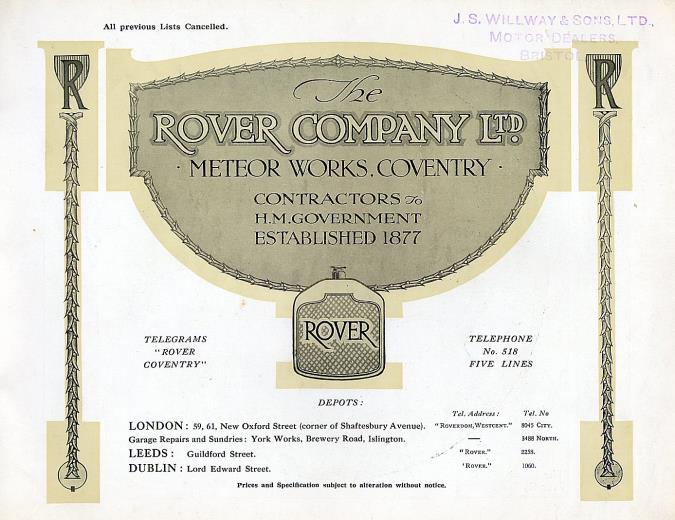 All previous Lists Cancelled.
J. S. WILLWAY & SONS, LTD.,
MOTOR DEALERS,
BRISTOL.
R
R
The
ROVER COMPANY LTD.
· METEOR WORKS, COVENTRY ·
CONTRACTORS To
H.M. GOVERNMENT
ESTABLISHED 1877
ROVER
TELEGRAMS
"ROVER
COVENTRY"
TELEPHONE
No. 518
FIVE LINES
DEPOTS:
Tel. Address: Tel. No
LONDON: 59, 61, New Oxford Street (corner of Shaftesbury Avenue). "ROVERDOM, WESTCENT." 8045 CITY.
Garage Repairs and Sundries: York Works, Brewery Road, Islington. — 3488 NORTH.
LEEDS: Guildford Street. "ROVER." 2258.
DUBLIN: Lord Edward Street. 'ROVER.' 1060.
Prices and Specification subject to alteration without notice.